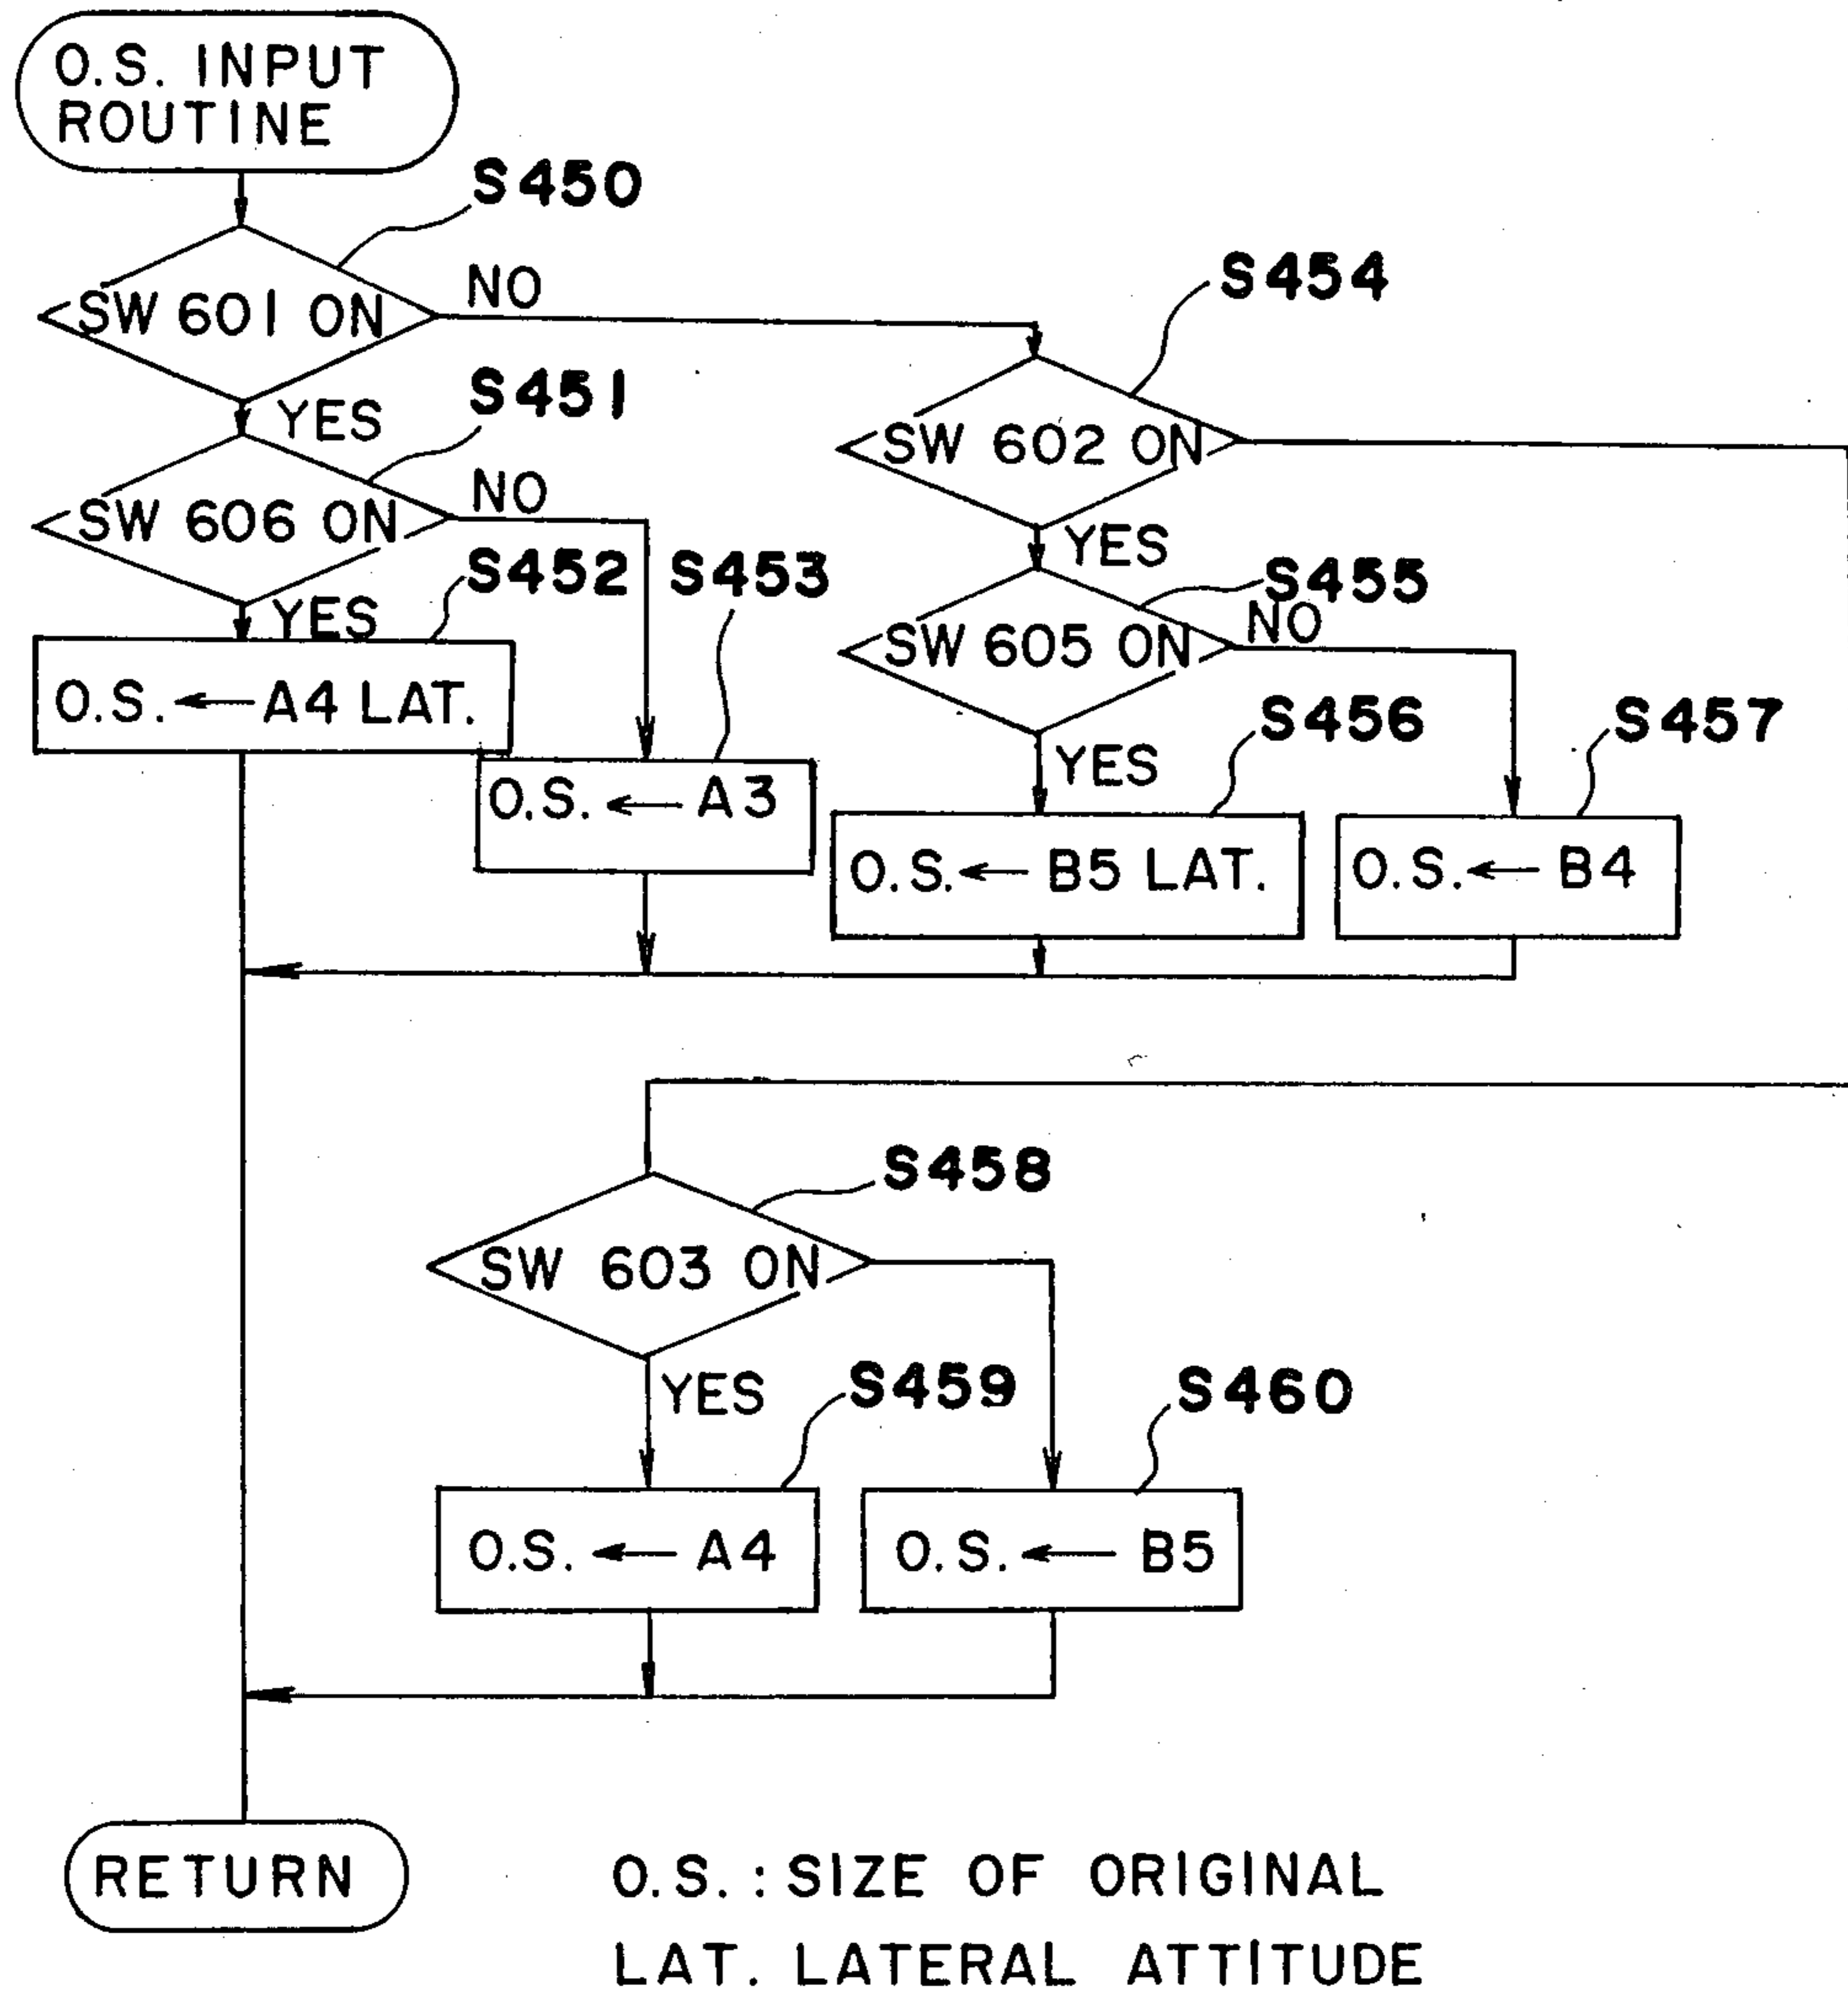 O.S. INPUT
ROUTINE
S450
SW 601 ON
NO
YES
S451
SW 606 ON
NO
YES
S452
O.S. ← A4 LAT.
S453
O.S. ← A3
S454
SW 602 ON
YES
S455
SW 605 ON
NO
YES
S456
O.S. ← B5 LAT.
S457
O.S. ← B4
S458
SW 603 ON
YES
S459
O.S. ← A4
S460
O.S. ← B5
RETURN
O.S. : SIZE OF ORIGINAL
LAT. LATERAL ATTITUDE